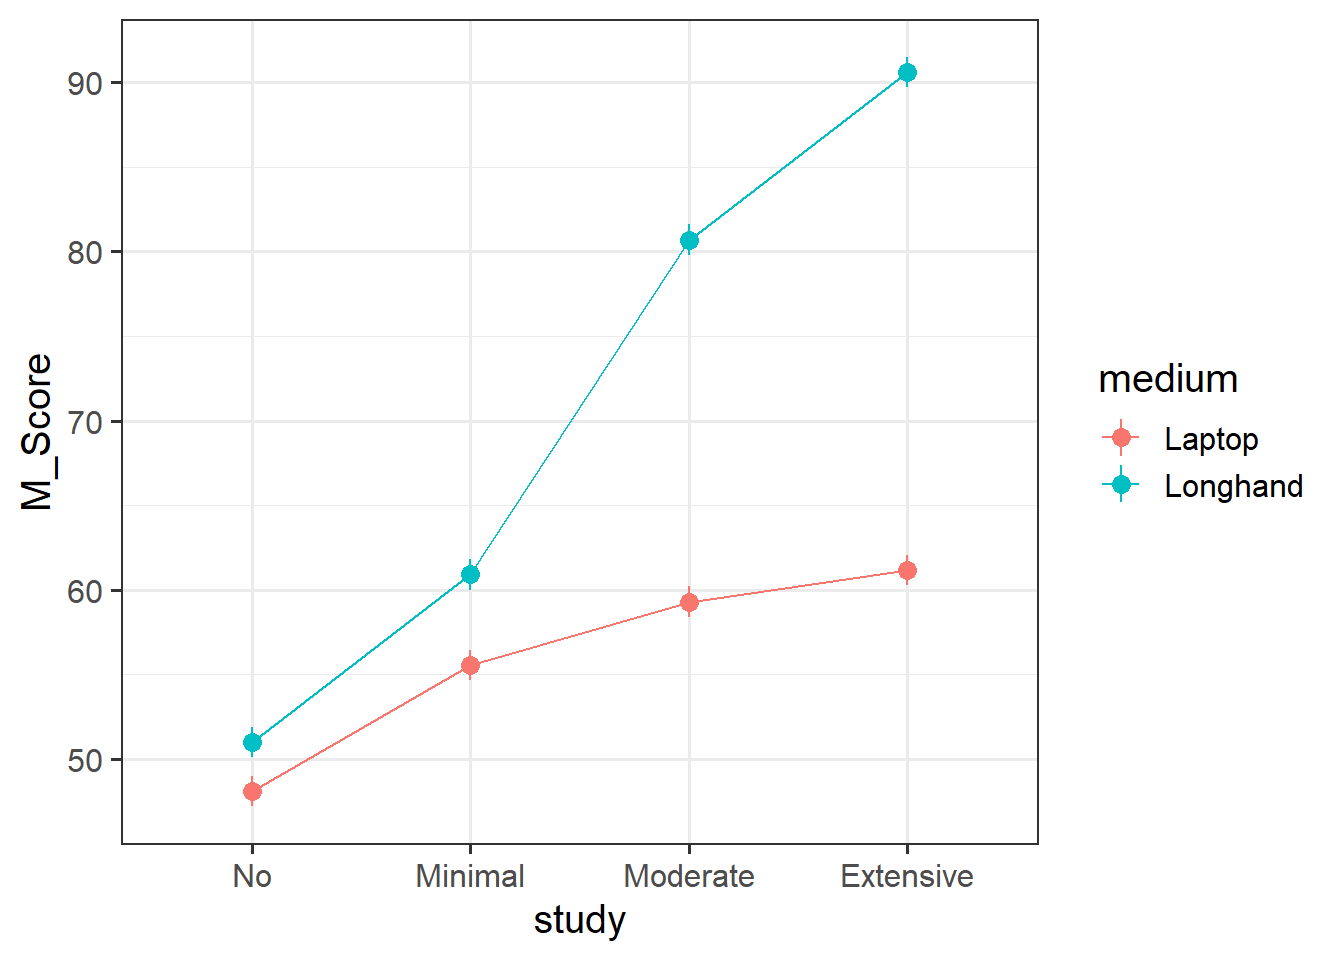 M_Score
90
80
70
60
50
No Minimal Moderate Extensive
study
medium
Laptop
Longhand